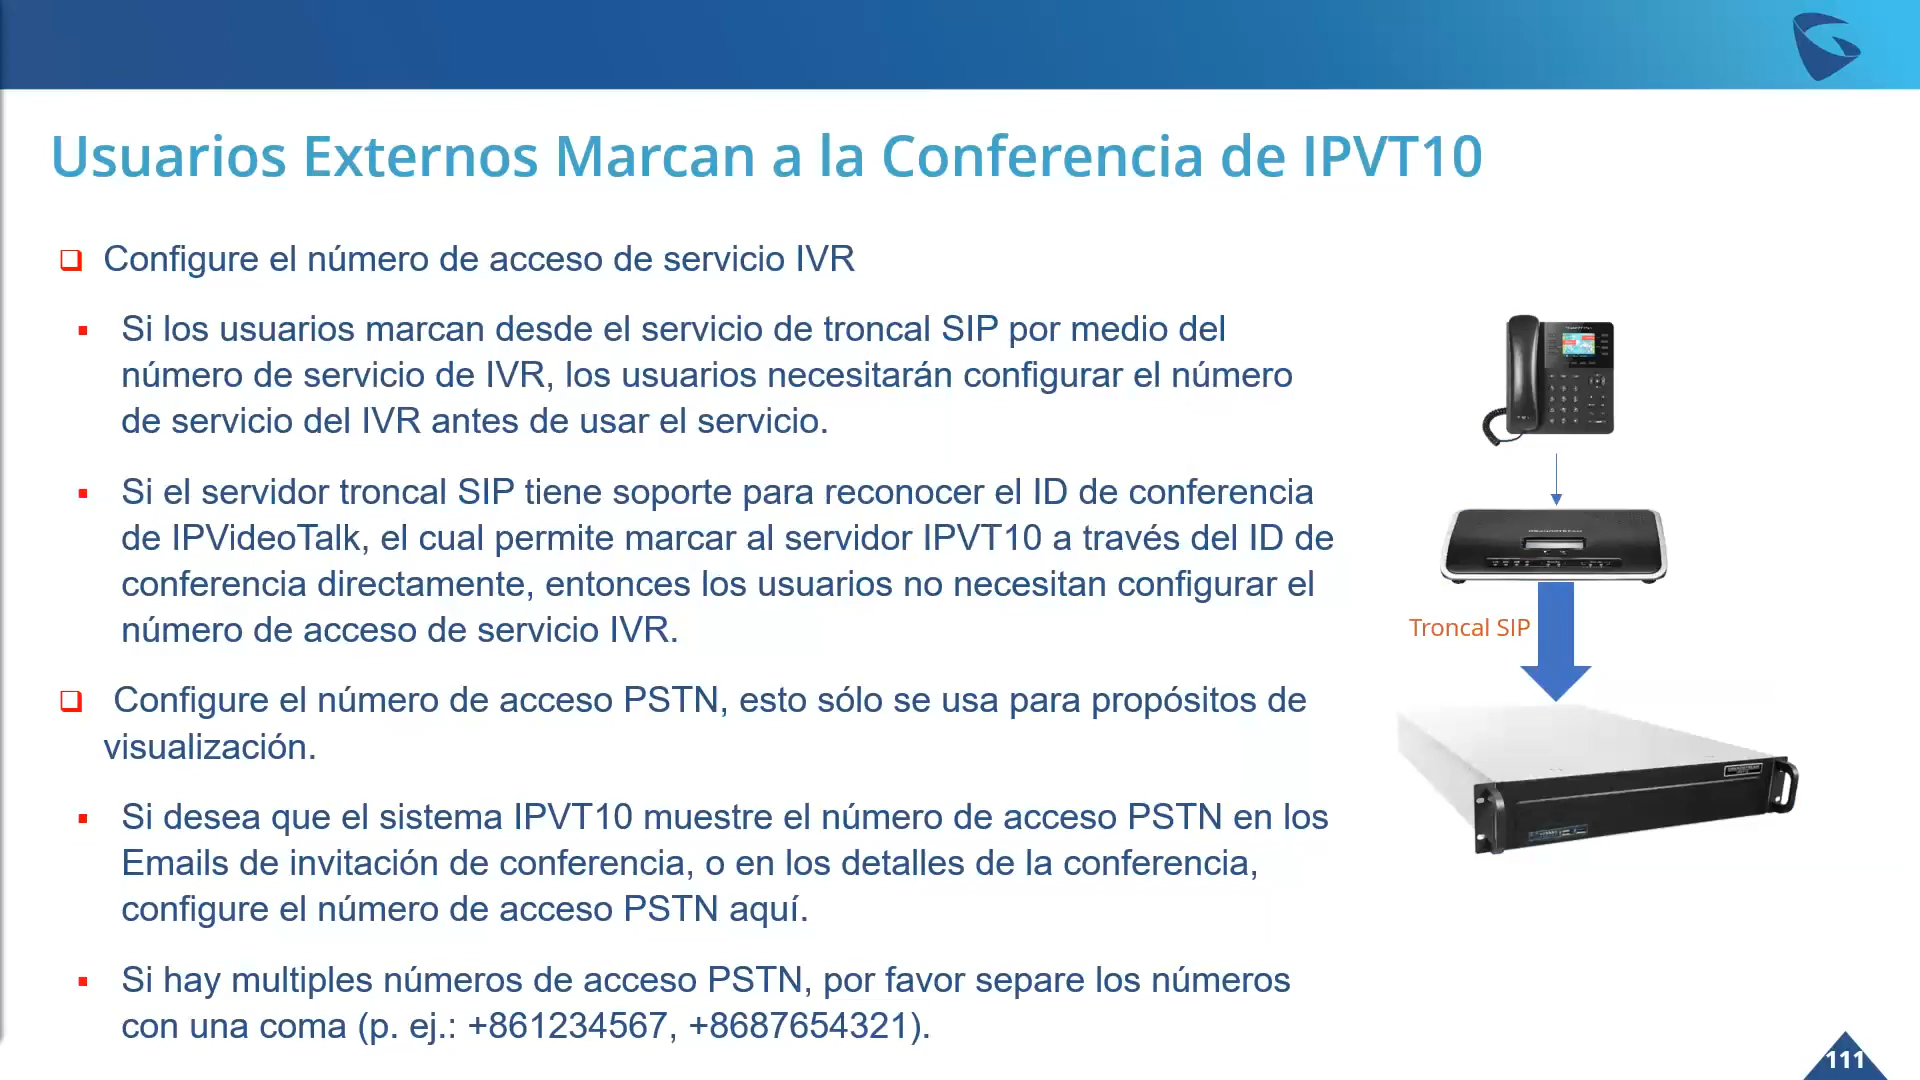 Usuarios Externos Marcan a la Conferencia de IPVT10
Configure el número de acceso de servicio IVR
Si los usuarios marcan desde el servicio de troncal SIP por medio del
número de servicio de IVR, los usuarios necesitarán configurar el número
de servicio del IVR antes de usar el servicio.
Si el servidor troncal SIP tiene soporte para reconocer el ID de conferencia
de IPVideoTalk, el cual permite marcar al servidor IPVT10 a través del ID de
conferencia directamente, entonces los usuarios no necesitan configurar el
número de acceso de servicio IVR.
Troncal SIP
Configure el número de acceso PSTN, esto sólo se usa para propósitos de
visualización.
Si desea que el sistema IPVT10 muestre el número de acceso PSTN en los
Emails de invitación de conferencia, o en los detalles de la conferencia,
configure el número de acceso PSTN aquí.
Si hay multiples números de acceso PSTN, por favor separe los números
con una coma (p. ej.: +861234567, +8687654321).
111